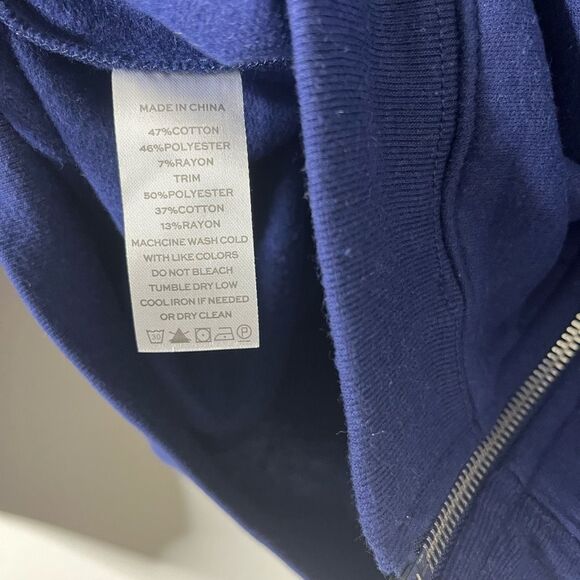 MADE IN CHINA
47%COTTON
46%POLYESTER
7%RAYON
TRIM
50%POLYESTER
37%COTTON
13%RAYON
MACHCINE WASH COLD
WITH LIKE COLORS
DO NOT BLEACH
TUMBLE DRY LOW
COOL IRON IF NEEDED
OR DRY CLEAN
30 P